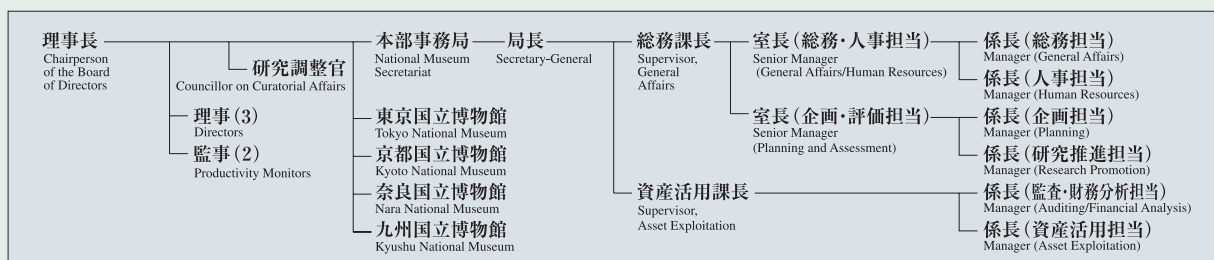 理事長
Chairperson
of the Board
of Directors
研究調整官
Councillor on Curatorial Affairs
理事（3）
Directors
監事（2）
Productivity Monitors
本部事務局
National Museum
Secretariat
東京国立博物館
Tokyo National Museum
京都国立博物館
Kyoto National Museum
奈良国立博物館
Nara National Museum
九州国立博物館
Kyushu National Museum
局長
Secretary-General
総務課長
Supervisor,
General
Affairs
資産活用課長
Supervisor,
Asset Exploitation
室長（総務・人事担当）
Senior Manager
(General Affairs/Human Resources)
室長（企画・評価担当）
Senior Manager
(Planning and Assessment)
係長（総務担当）
Manager (General Affairs)
係長（人事担当）
Manager (Human Resources)
係長（企画担当）
Manager (Planning)
係長（研究推進担当）
Manager (Research Promotion)
係長（監査・財務分析担当）
Manager (Auditing/Financial Analysis)
係長（資産活用担当）
Manager (Asset Exploitation)